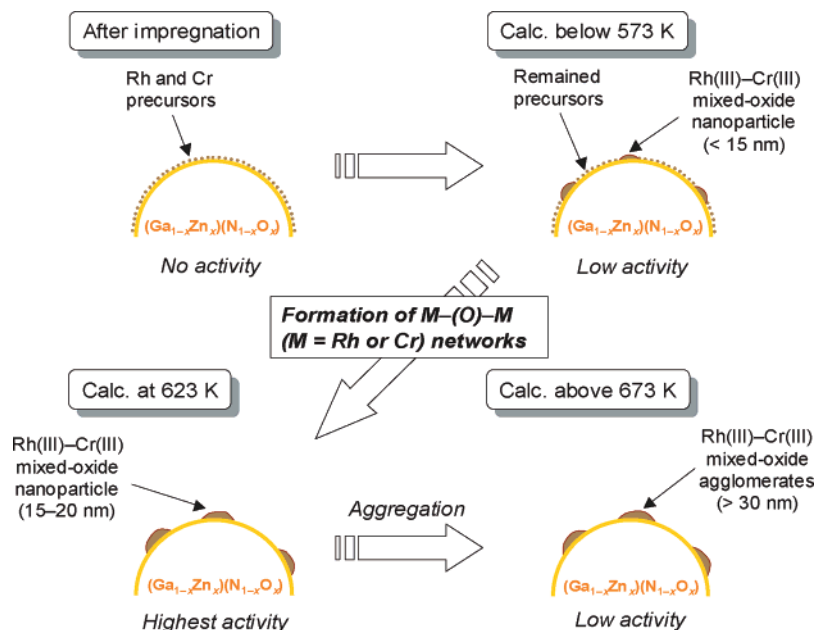 After impregnation
Rh and Cr
precursors
(Ga₁₋ₓZnₓ)(N₁₋ₓOₓ)
No activity
Calc. below 573 K
Remained
precursors
Rh(III)–Cr(III)
mixed-oxide
nanoparticle
(< 15 nm)
(Ga₁₋ₓZnₓ)(N₁₋ₓOₓ)
Low activity
Formation of M–(O)–M
(M = Rh or Cr) networks
Calc. at 623 K
Rh(III)–Cr(III)
mixed-oxide
nanoparticle
(15–20 nm)
(Ga₁₋ₓZnₓ)(N₁₋ₓOₓ)
Highest activity
Aggregation
Calc. above 673 K
Rh(III)–Cr(III)
mixed-oxide
agglomerates
(> 30 nm)
(Ga₁₋ₓZnₓ)(N₁₋ₓOₓ)
Low activity